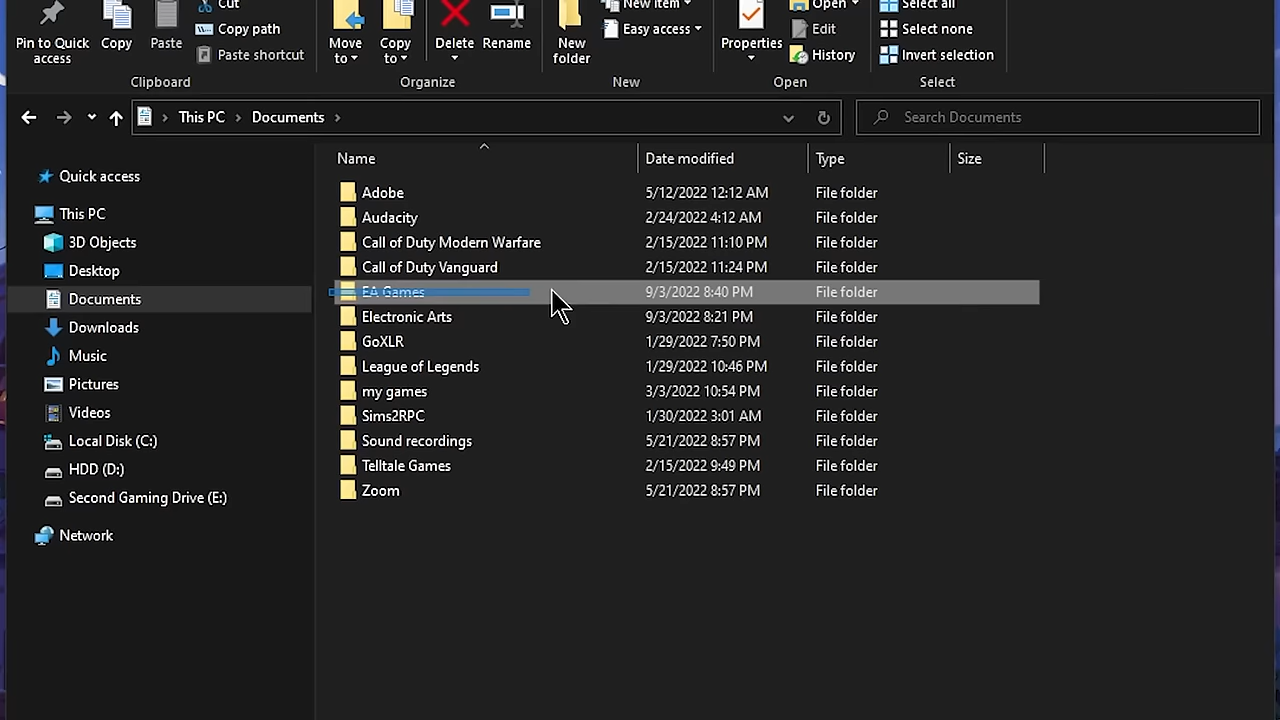 Cut
New item
Open
Select all
Copy path
Easy access
Edit
Select none
Pin to Quick access
Copy
Paste
Paste shortcut
Move to
Copy to
Delete
Rename
New folder
Properties
History
Invert selection
Clipboard
Organize
New
Open
Select
This PC
Documents
Search Documents
Name
Date modified
Type
Size
Quick access
This PC
3D Objects
Desktop
Documents
Downloads
Music
Pictures
Videos
Local Disk (C:)
HDD (D:)
Second Gaming Drive (E:)
Network
Adobe 5/12/2022 12:12 AM File folder
Audacity 2/24/2022 4:12 AM File folder
Call of Duty Modern Warfare 2/15/2022 11:10 PM File folder
Call of Duty Vanguard 2/15/2022 11:24 PM File folder
EA Games 9/3/2022 8:40 PM File folder
Electronic Arts 9/3/2022 8:21 PM File folder
GoXLR 1/29/2022 7:50 PM File folder
League of Legends 1/29/2022 10:46 PM File folder
my games 3/3/2022 10:54 PM File folder
Sims2RPC 1/30/2022 3:01 AM File folder
Sound recordings 5/21/2022 8:57 PM File folder
Telltale Games 2/15/2022 9:49 PM File folder
Zoom 5/21/2022 8:57 PM File folder